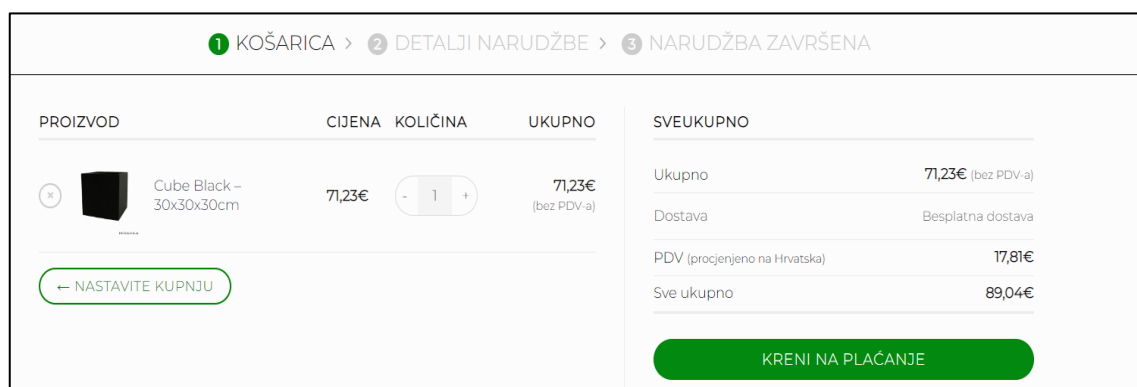 1 KOŠARICA > 2 DETALJI NARUDŽBE > 3 NARUDŽBA ZAVRŠENA
PROIZVOD CIJENA KOLIČINA UKUPNO
× Cube Black – 30x30x30cm 71,23€ - 1 + 71,23€ (bez PDV-a)
← NASTAVITE KUPNJU
SVEUKUPNO
Ukupno 71,23€ (bez PDV-a)
Dostava Besplatna dostava
PDV (procjenjeno na Hrvatska) 17,81€
Sve ukupno 89,04€
KRENI NA PLAĆANJE